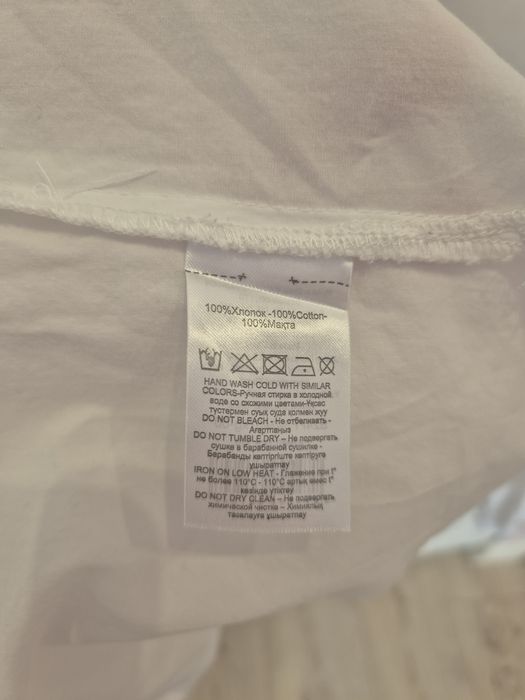 100%Хлопок -100%Cotton-
100%Мақта
HAND WASH COLD WITH SIMILAR
COLORS-Ручная стирка в холодной
воде со схожими цветами-Ұқсас
түстермен суық суда қолмен жуу
DO NOT BLEACH - Не отбеливать -
Ағартпаңыз
DO NOT TUMBLE DRY – Не подвергать
сушке в барабанной сушилке -
Барабанды кептіргіште кептіруге
ұшыратпау
IRON ON LOW HEAT - Глажение при t°
не более 110°C - 110°C артық емес t°
кезінде үтіктеу
DO NOT DRY CLEAN – Не подвергать
химической чистке - Химиялық
тазалауға ұшыратпау